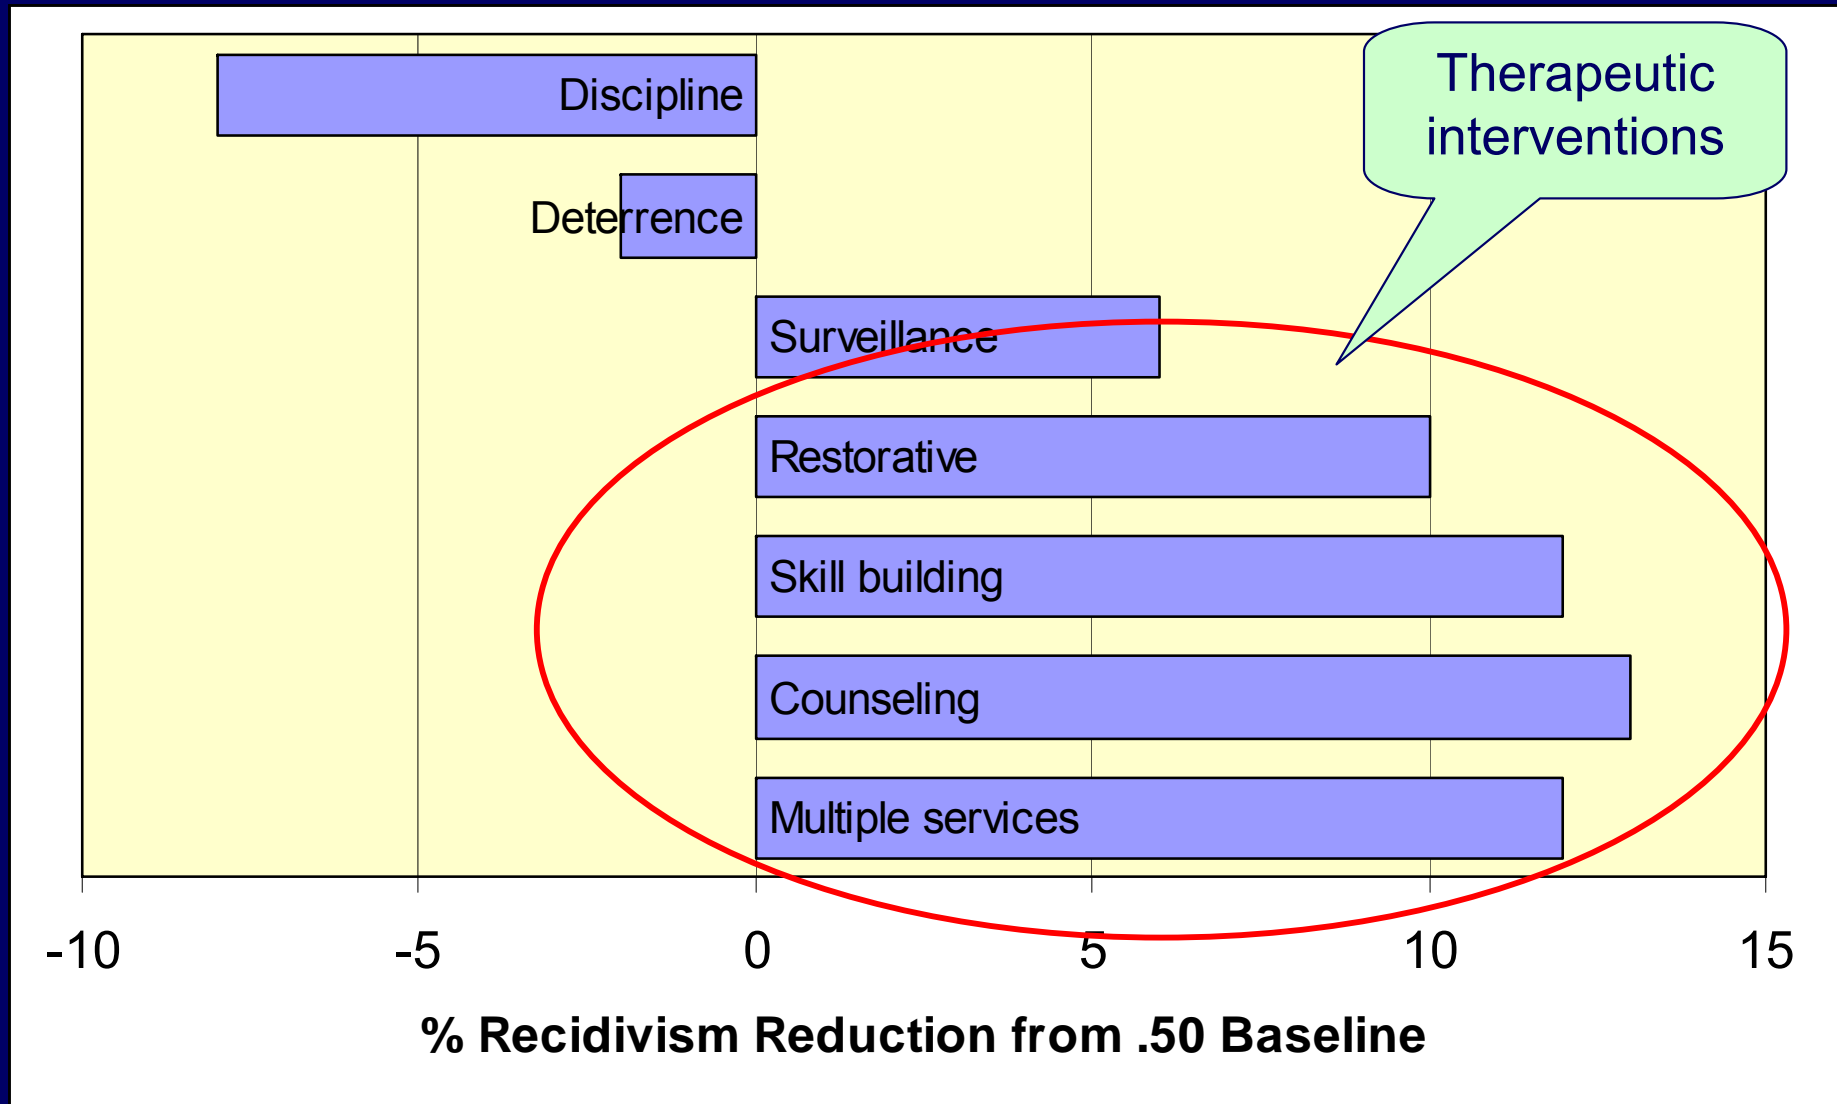 Therapeutic
interventions
Discipline
Deterrence
Surveillance
Restorative
Skill building
Counseling
Multiple services
-10 -5 0 5 10 15
% Recidivism Reduction from .50 Baseline